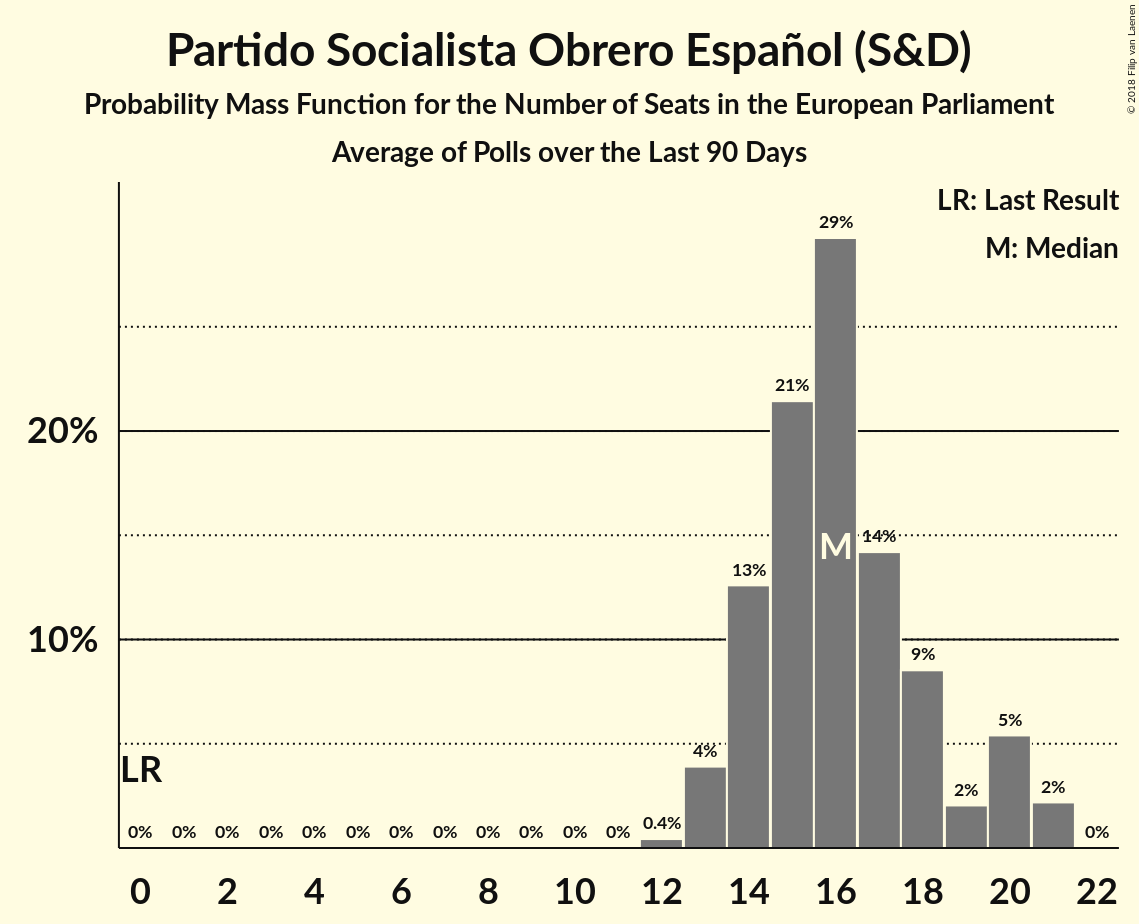 © 2018 Filip van Laenen
Partido Socialista Obrero Español (S&D)
Probability Mass Function for the Number of Seats in the European Parliament
Average of Polls over the Last 90 Days
LR: Last Result
M: Median
29%
21%
20%
M
14%
13%
10%
9%
5%
4%
LR
2%
2%
0% 0% 0% 0% 0% 0% 0% 0% 0% 0% 0% 0% 0.4% 0%
0 2 4 6 8 10 12 14 16 18 20 22